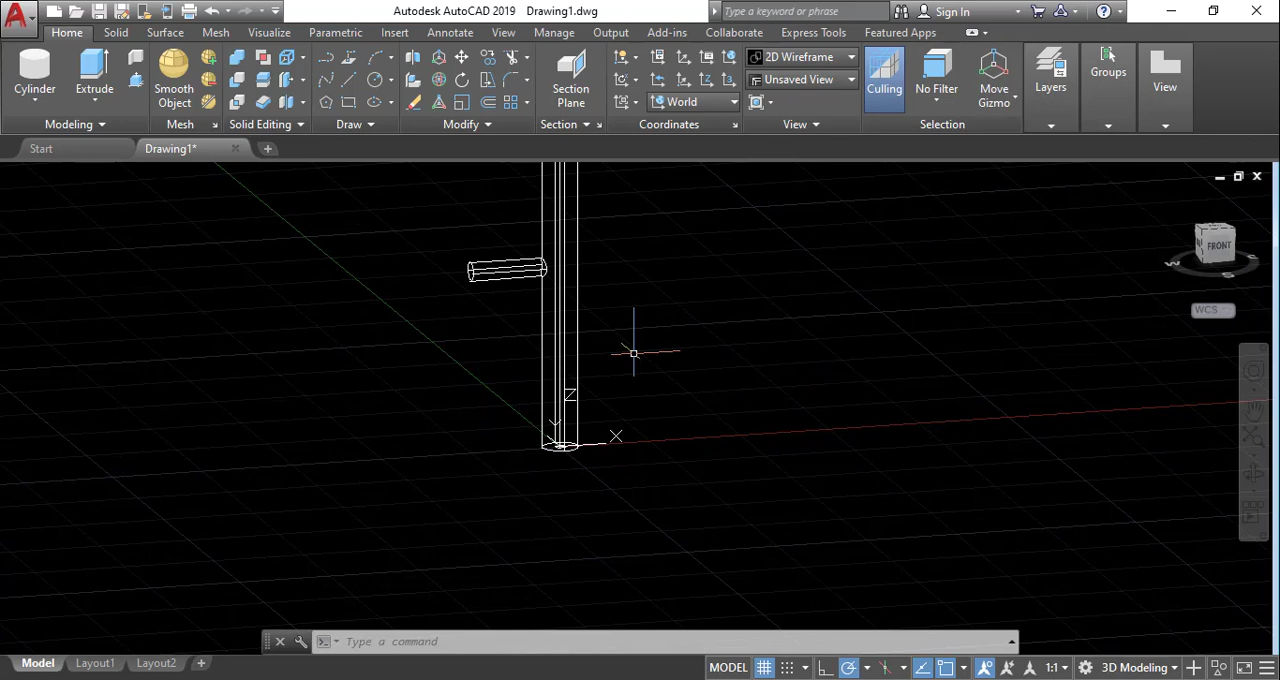 A Autodesk AutoCAD 2019 Drawing1.dwg Type a keyword or phrase Sign In ?
Home Solid Surface Mesh Visualize Parametric Insert Annotate View Manage Output Add-ins Collaborate Express Tools Featured Apps
Cylinder Extrude Smooth Object Section Plane 2D Wireframe Unsaved View World Culling No Filter Move Gizmo Layers Groups View
Modeling Mesh Solid Editing Draw Modify Section Coordinates View Selection
Start Drawing1*
FRONT
W S
WCS
Z
X
Type a command
Model Layout1 Layout2 + MODEL 1:1 3D Modeling